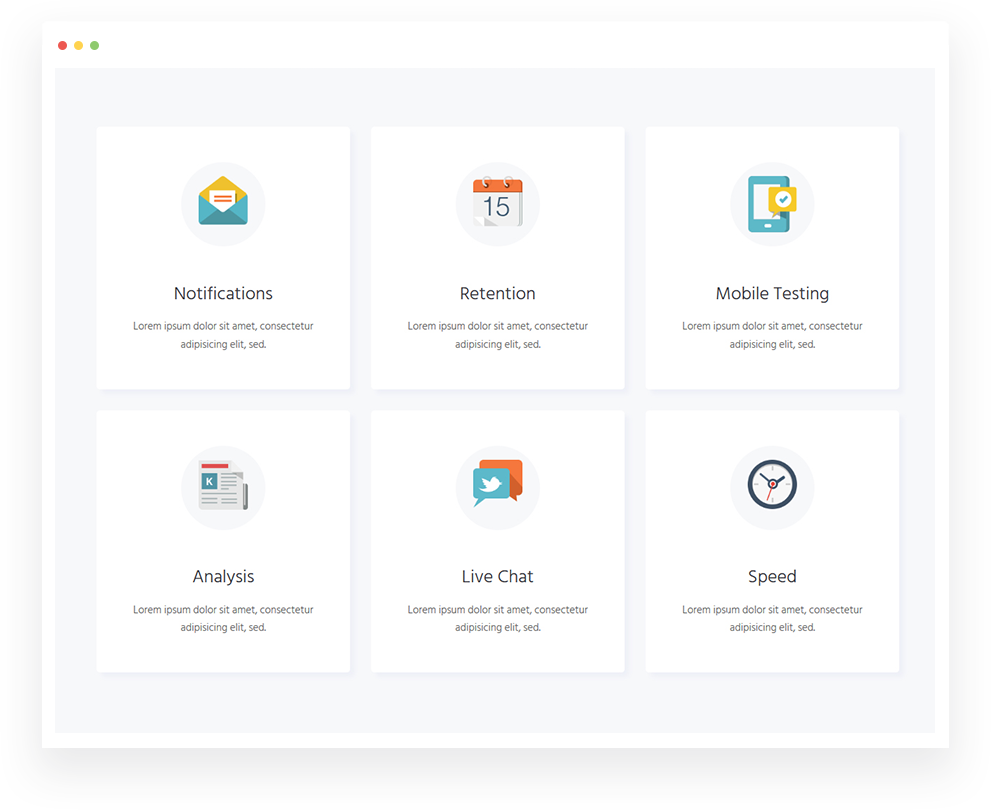 15
Notifications
Retention
Mobile Testing
Lorem ipsum dolor sit amet, consectetur
adipisicing elit, sed.
Lorem ipsum dolor sit amet, consectetur
adipisicing elit, sed.
Lorem ipsum dolor sit amet, consectetur
adipisicing elit, sed.
K
Analysis
Live Chat
Speed
Lorem ipsum dolor sit amet, consectetur
adipisicing elit, sed.
Lorem ipsum dolor sit amet, consectetur
adipisicing elit, sed.
Lorem ipsum dolor sit amet, consectetur
adipisicing elit, sed.